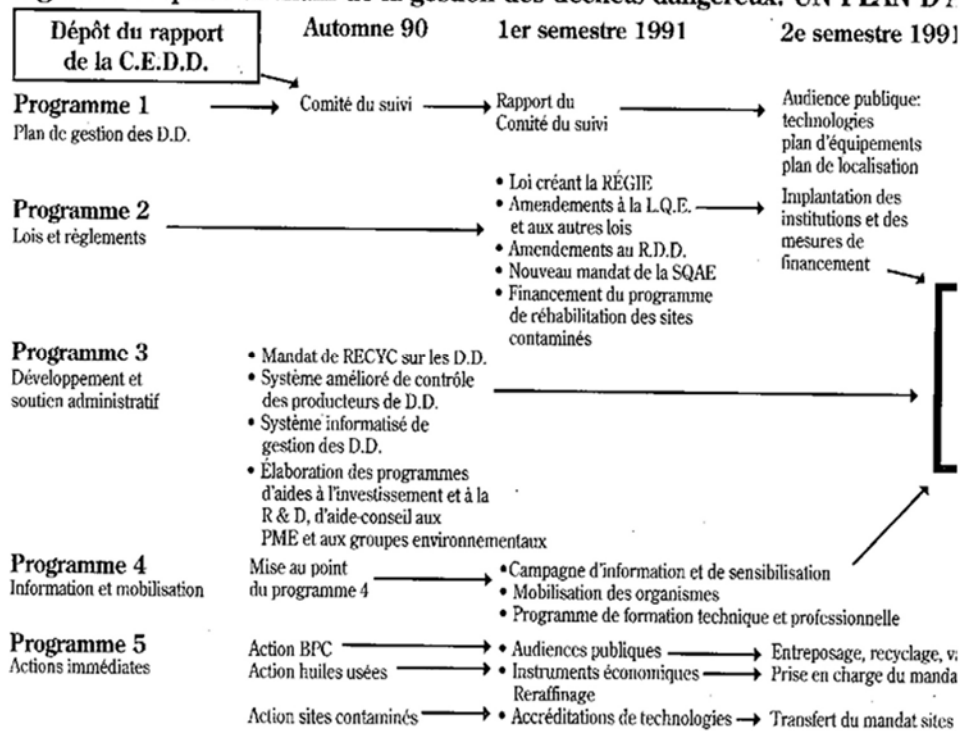 de la gestion des déchets dangereux: UN PLAN D'
Dépôt du rapport
de la C.E.D.D.
Automne 90
1er semestre 1991
2e semestre 1991
Programme 1
Plan de gestion des D.D.
Comité du suivi
Rapport du
Comité du suivi
Audience publique:
technologies
plan d'équipements
plan de localisation
Programme 2
Lois et règlements
• Loi créant la RÉGIE
• Amendements à la L.Q.E.
et aux autres lois
• Amendements au R.D.D.
• Nouveau mandat de la SQAE
• Financement du programme
de réhabilitation des sites
contaminés
Implantation des
institutions et des
mesures de
financement
Programme 3
Développement et
soutien administratif
• Mandat de RECYC sur les D.D.
• Système amélioré de contrôle
des producteurs de D.D.
• Système informatisé de
gestion des D.D.
• Élaboration des programmes
d'aides à l'investissement et à la
R & D, d'aide-conseil aux
PME et aux groupes environnementaux
Programme 4
Information et mobilisation
Mise au point
du programme 4
• Campagne d'information et de sensibilisation
• Mobilisation des organismes
• Programme de formation technique et professionnelle
Programme 5
Actions immédiates
Action BPC
• Audiences publiques
Entreposage, recyclage,
Action huiles usées
• Instruments économiques
Reraffinage
Prise en charge du
Action sites contaminés
• Accréditations de technologies
Transfert du mandat sites